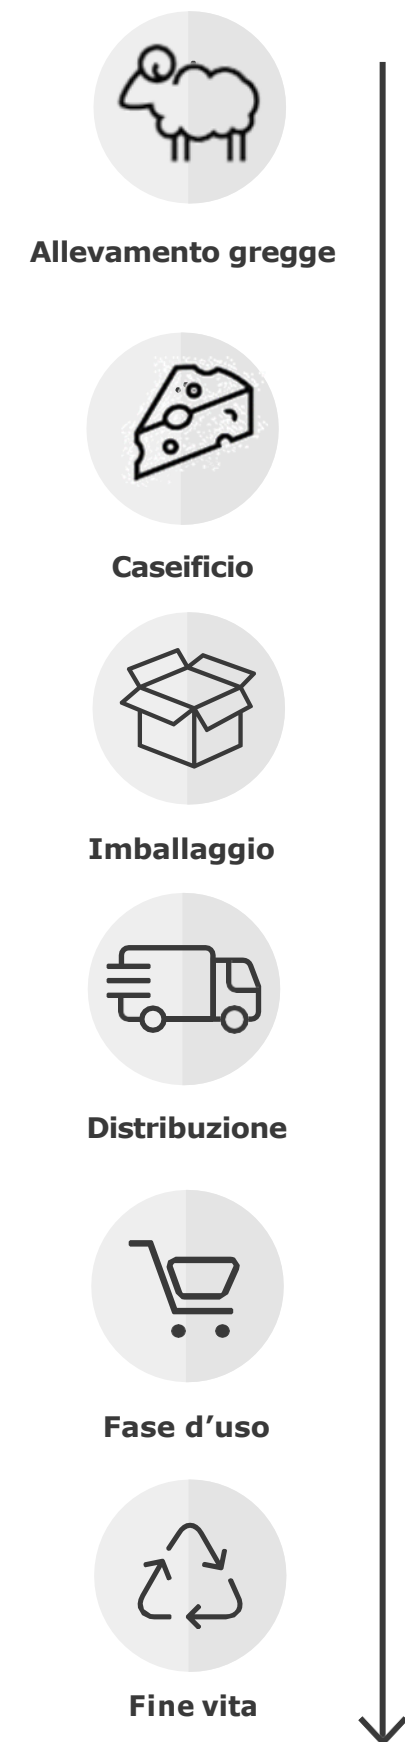 Allevamento gregge
Caseificio
Imballaggio
Distribuzione
Fase d’uso
Fine vita